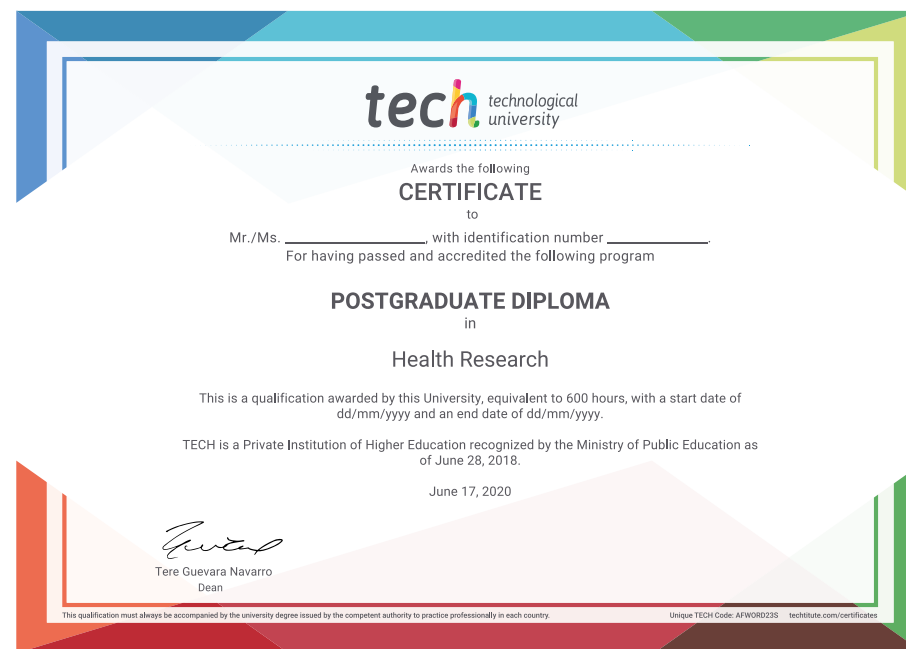 tech technological
university
Awards the following
CERTIFICATE
to
Mr./Ms. ____________________, with identification number ______________.
For having passed and accredited the following program
POSTGRADUATE DIPLOMA
in
Health Research
This is a qualification awarded by this University, equivalent to 600 hours, with a start date of
dd/mm/yyyy and an end date of dd/mm/yyyy.
TECH is a Private Institution of Higher Education recognized by the Ministry of Public Education as
of June 28, 2018.
June 17, 2020
Tere Guevara Navarro
Dean
This qualification must always be accompanied by the university degree issued by the competent authority to practice professionally in each country. Unique TECH Code: AFWORD23S techtitute.com/certificates